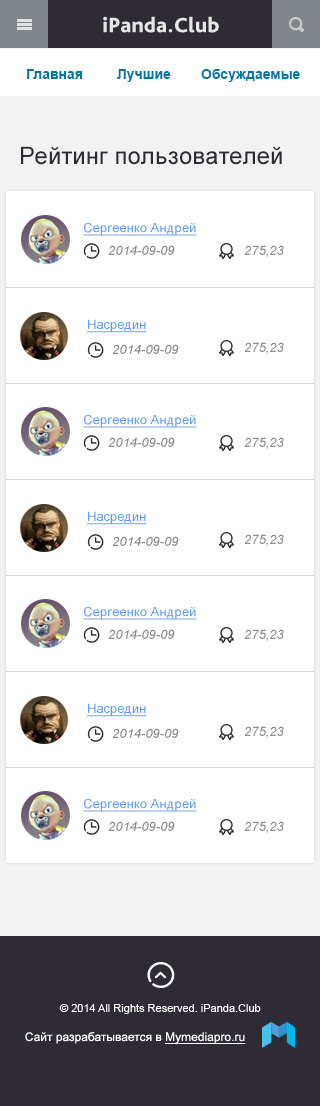 iPanda.Club
Главная Лучшие Обсуждаемые
Рейтинг пользователей
Сергеенко Андрей
2014-09-09 275,23
Насредин
2014-09-09 275,23
Сергеенко Андрей
2014-09-09 275,23
Насредин
2014-09-09 275,23
Сергеенко Андрей
2014-09-09 275,23
Насредин
2014-09-09 275,23
Сергеенко Андрей
2014-09-09 275,23
© 2014 All Rights Reserved. iPanda.Club
Сайт разрабатывается в Mymediapro.ru